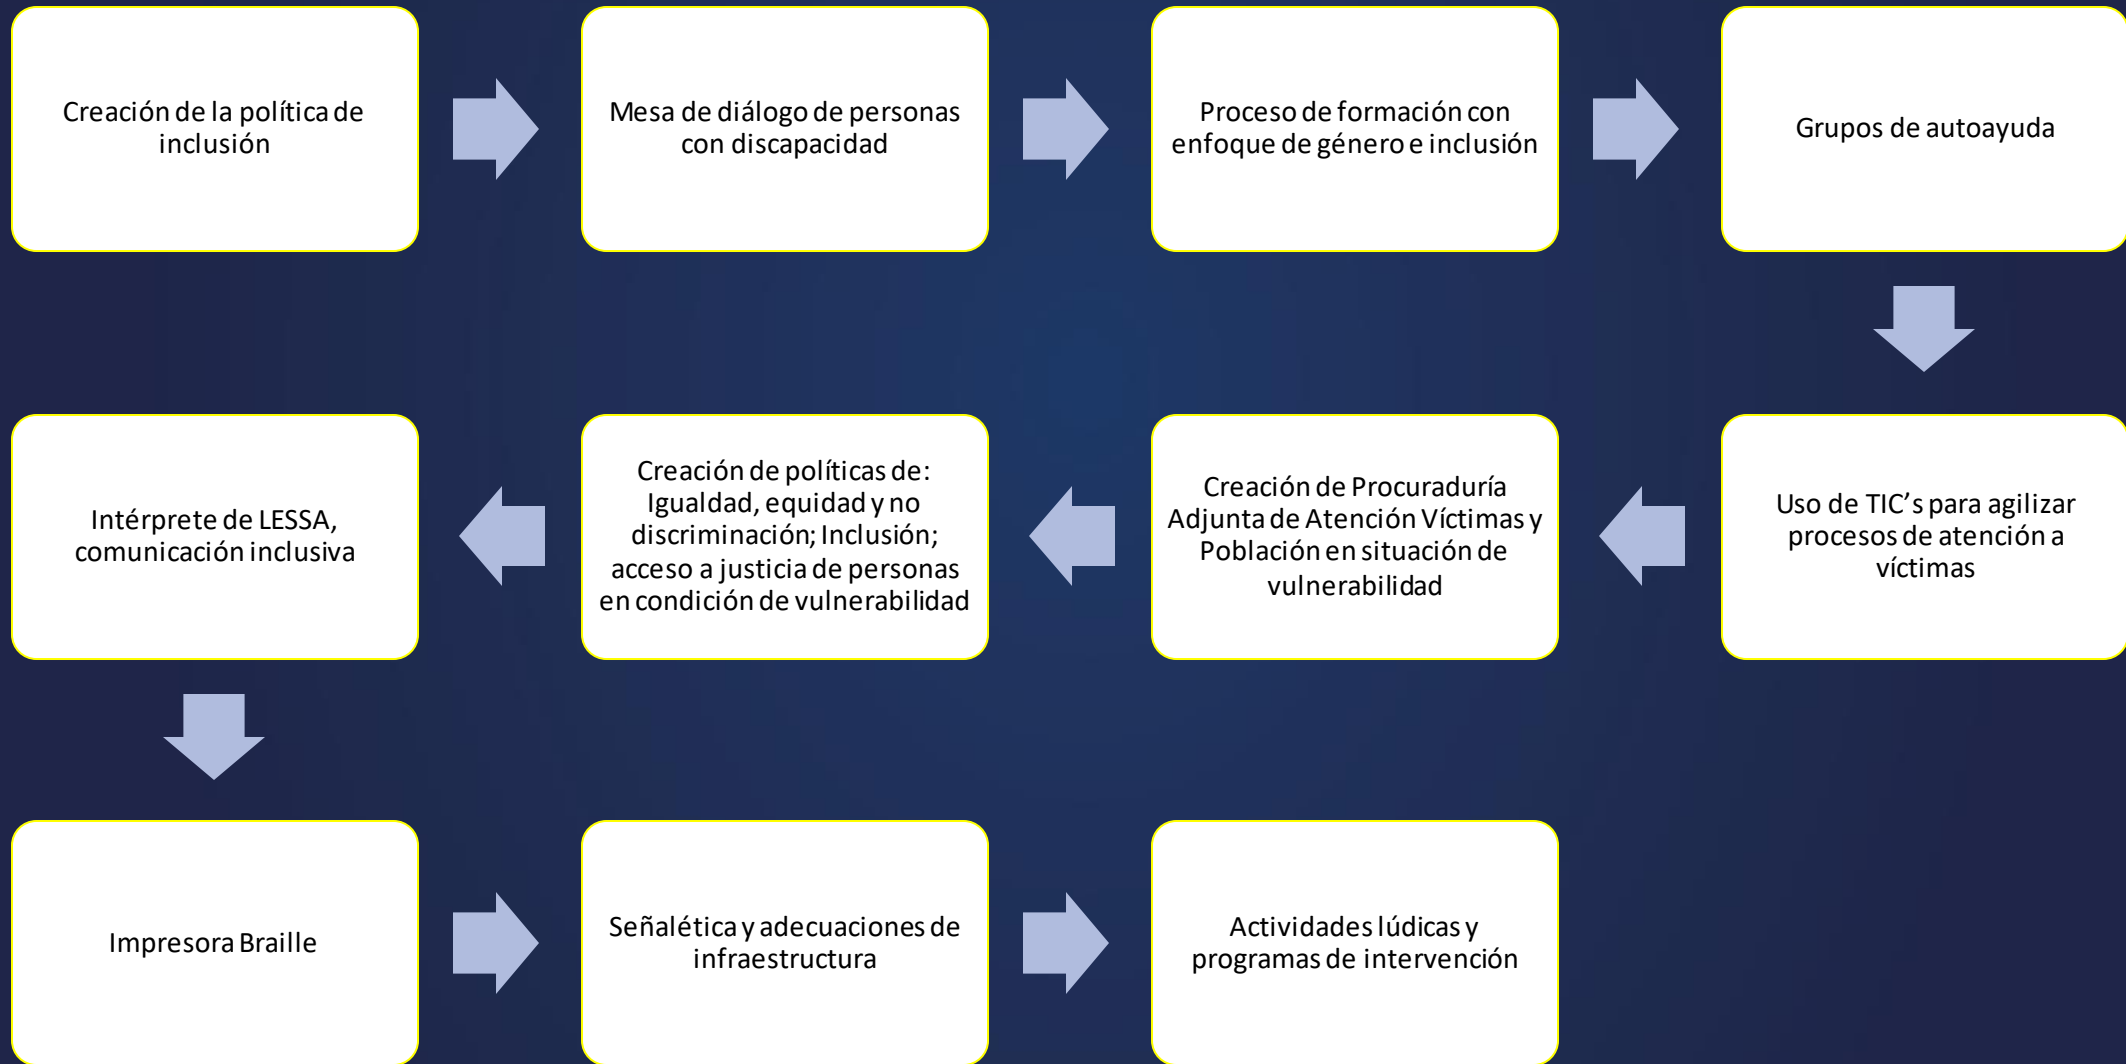 Creación de la política de
inclusión
Mesa de diálogo de personas
con discapacidad
Proceso de formación con
enfoque de género e inclusión
Grupos de autoayuda
Uso de TIC’s para agilizar
procesos de atención a
víctimas
Creación de Procuraduría
Adjunta de Atención Víctimas y
Población en situación de
vulnerabilidad
Creación de políticas de:
Igualdad, equidad y no
discriminación; Inclusión;
acceso a justicia de personas
en condición de vulnerabilidad
Intérprete de LESSA,
comunicación inclusiva
Impresora Braille
Señalética y adecuaciones de
infraestructura
Actividades lúdicas y
programas de intervención